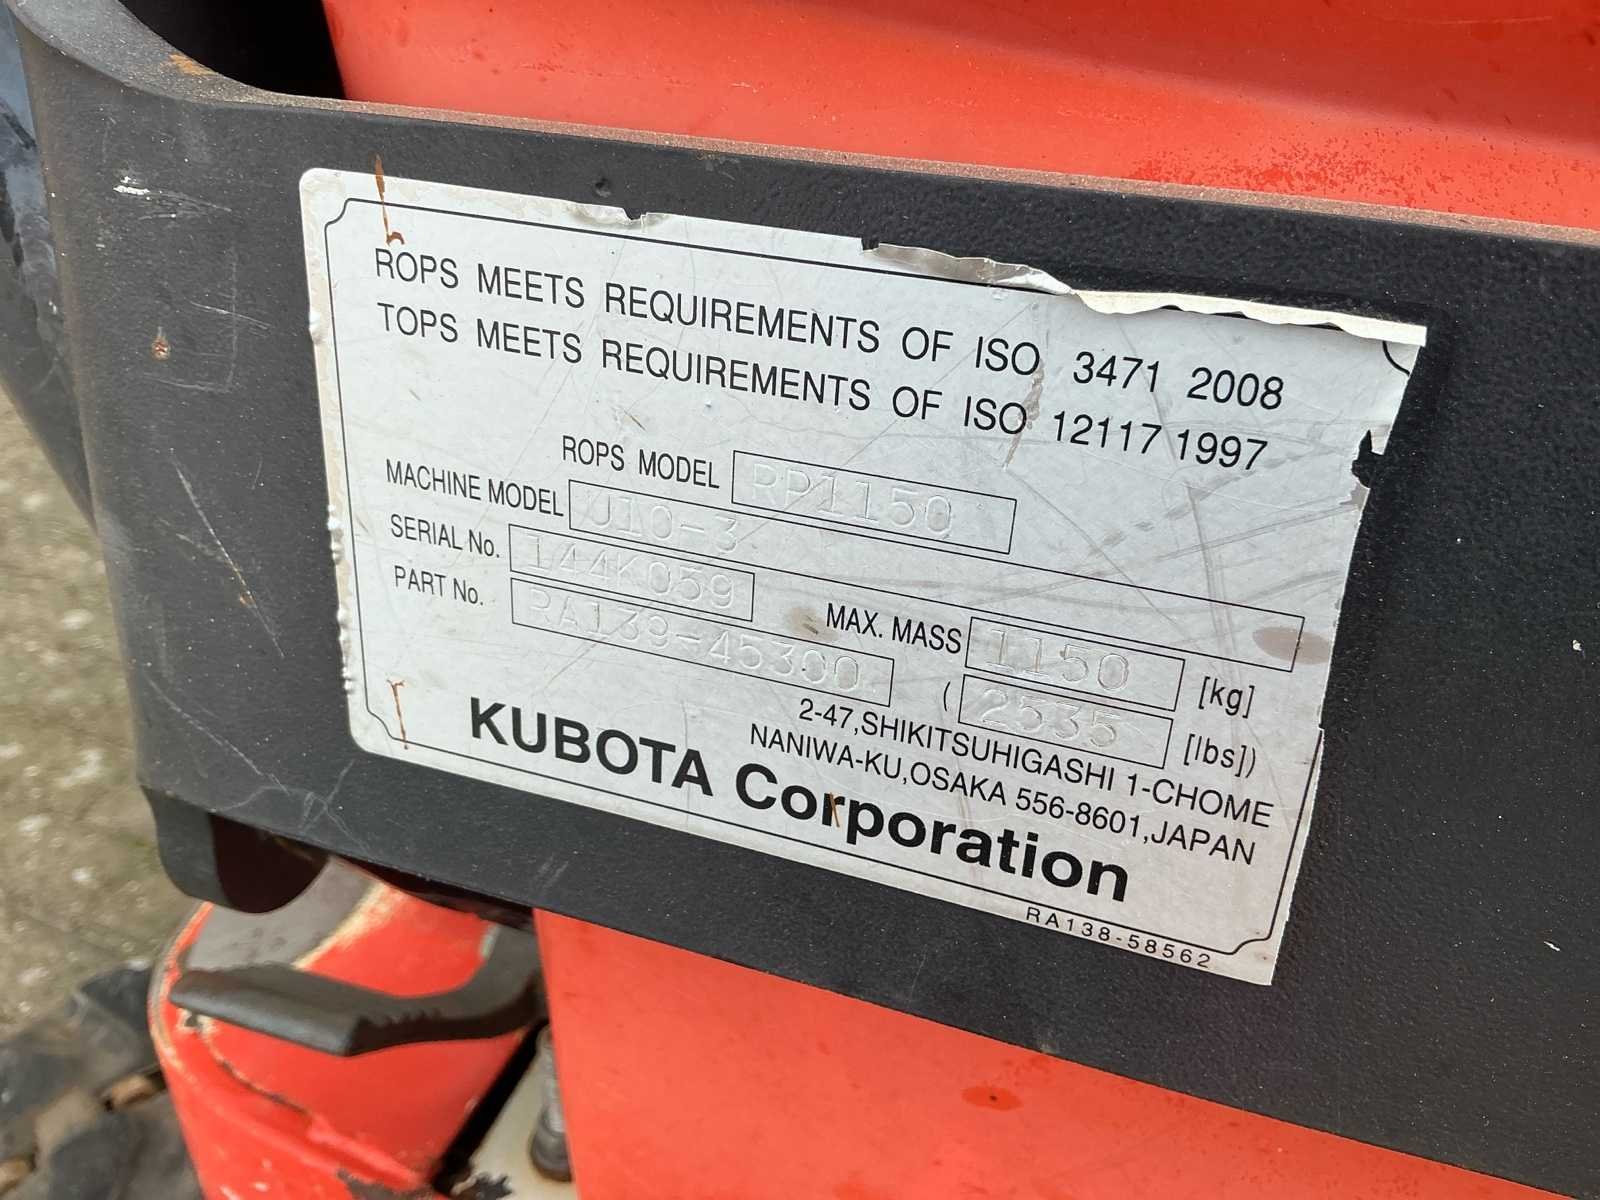 ROPS MEETS REQUIREMENTS OF ISO 3471 2008
TOPS MEETS REQUIREMENTS OF ISO 12117 1997
ROPS MODEL RP1150
MACHINE MODEL U10-3
SERIAL No. 144K059
PART No. RA139-45300
MAX. MASS 1150 [kg]
( 2535 [lbs])
2-47,SHIKITSUHIGASHI 1-CHOME
NANIWA-KU,OSAKA 556-8601,JAPAN
KUBOTA Corporation
RA138-58562